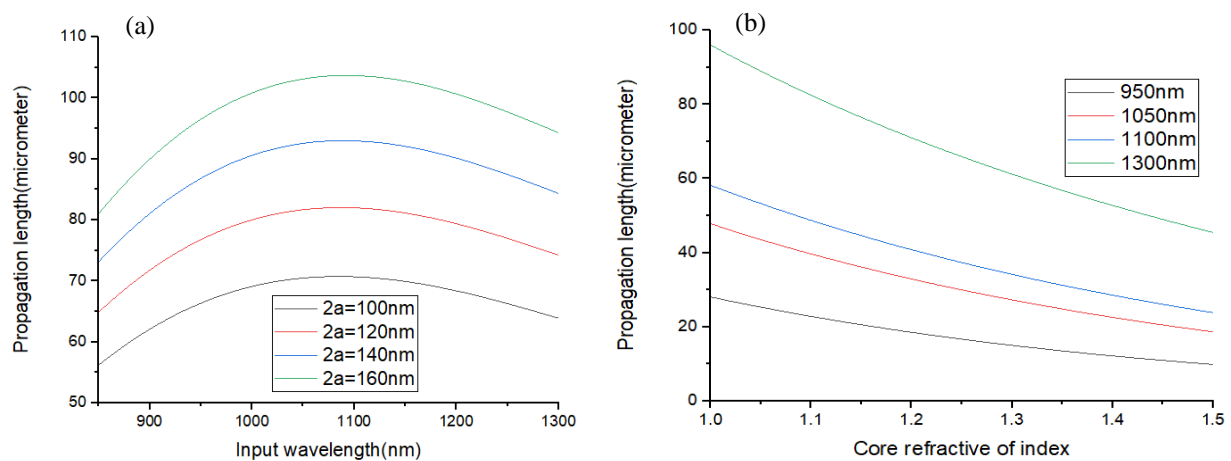 (a)
Propagation length(micrometer)
110
100
90
80
70
60
50
900
1000
1100
1200
1300
Input wavelength(nm)
2a=100nm
2a=120nm
2a=140nm
2a=160nm
(b)
Propagation length(micrometer)
100
80
60
40
20
0
1.0
1.1
1.2
1.3
1.4
1.5
Core refractive of index
950nm
1050nm
1100nm
1300nm